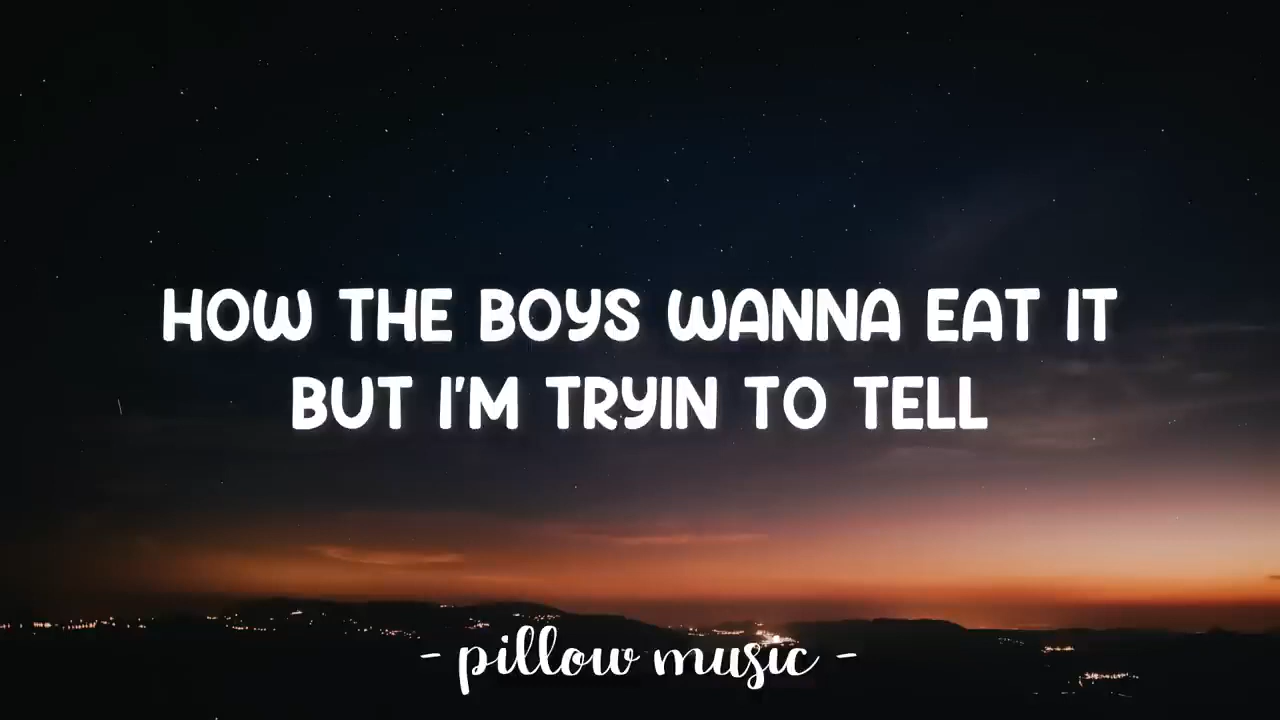 HOW THE BOYS WANNA EAT IT
BUT I'M TRYIN TO TELL
- pillow music -